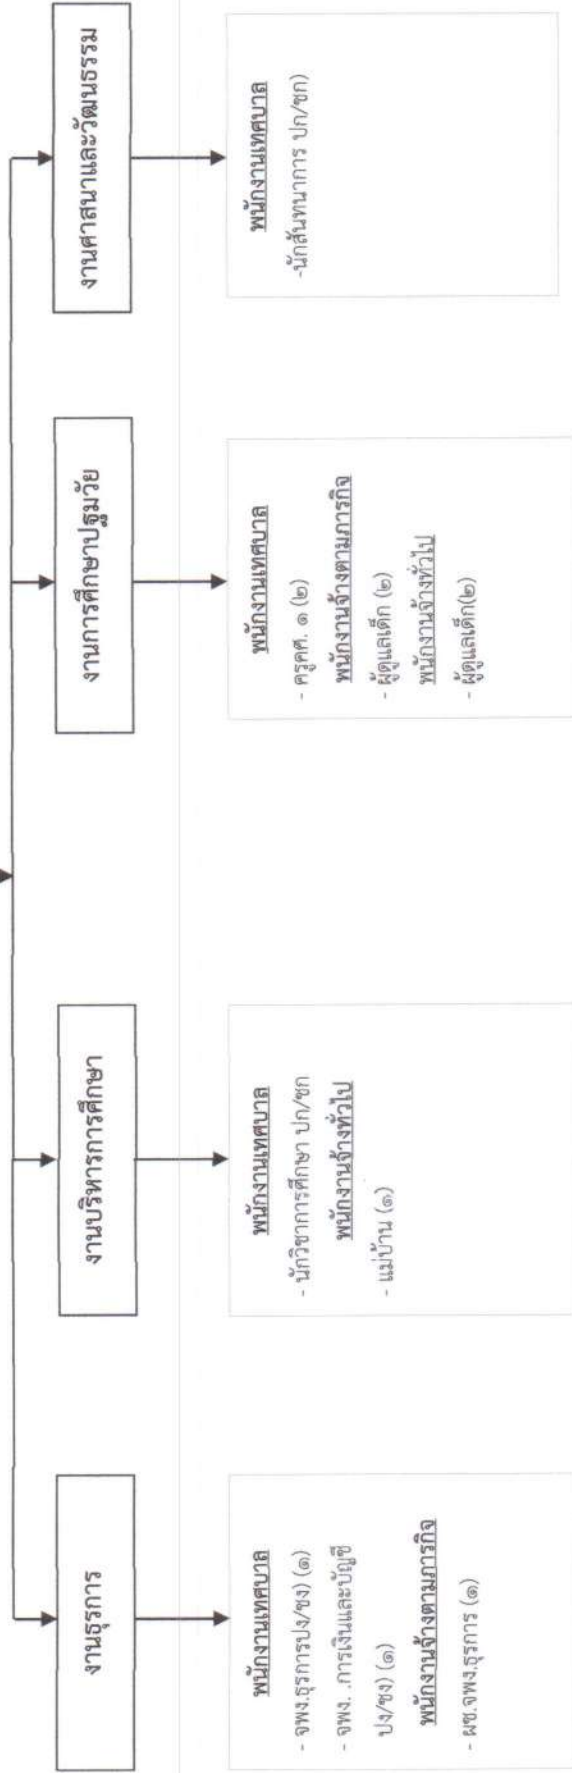 งานธุรการ
พนักงานเทศบาล
- จพง.ธุรการปง/ชง) (๑)
- จพง. .การเงินและบัญชี
ปง/ชง) (๑)
พนักงานจ้างตามภารกิจ
- ผช.จพง.ธุรการ (๑)
งานบริหารการศึกษา
พนักงานเทศบาล
- นักวิชาการศึกษา ปก/ชก
พนักงานจ้างทั่วไป
- แม่บ้าน (๑)
งานการศึกษาปฐมวัย
พนักงานเทศบาล
- ครูคศ. ๑ (๒)
พนักงานจ้างตามภารกิจ
- ผู้ดูแลเด็ก (๒)
พนักงานจ้างทั่วไป
- ผู้ดูแลเด็ก(๒)
งานศาสนาและวัฒนธรรม
พนักงานเทศบาล
-นักสันทนาการ ปก/ชก)